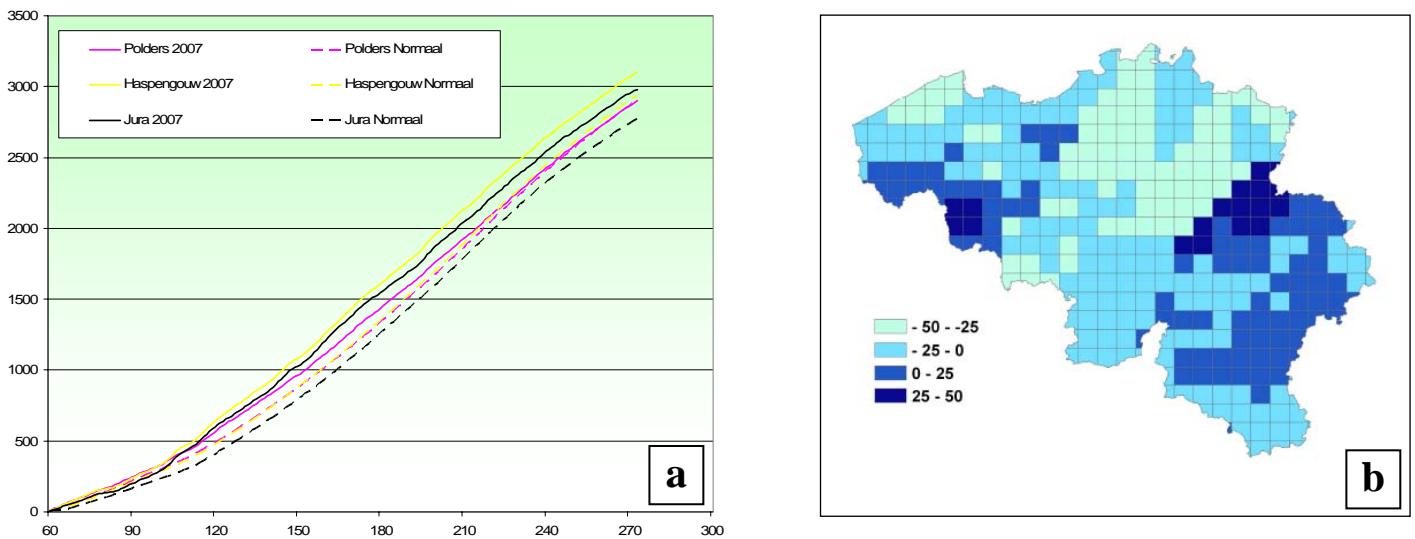 3500
3000
2500
2000
1500
1000
500
0
60 90 120 150 180 210 240 270 300
Polders 2007 Polders Normaal
Haspengouw 2007 Haspengouw Normaal
Jura 2007 Jura Normaal
a
- 50 - -25
- 25 - 0
0 - 25
25 - 50
b